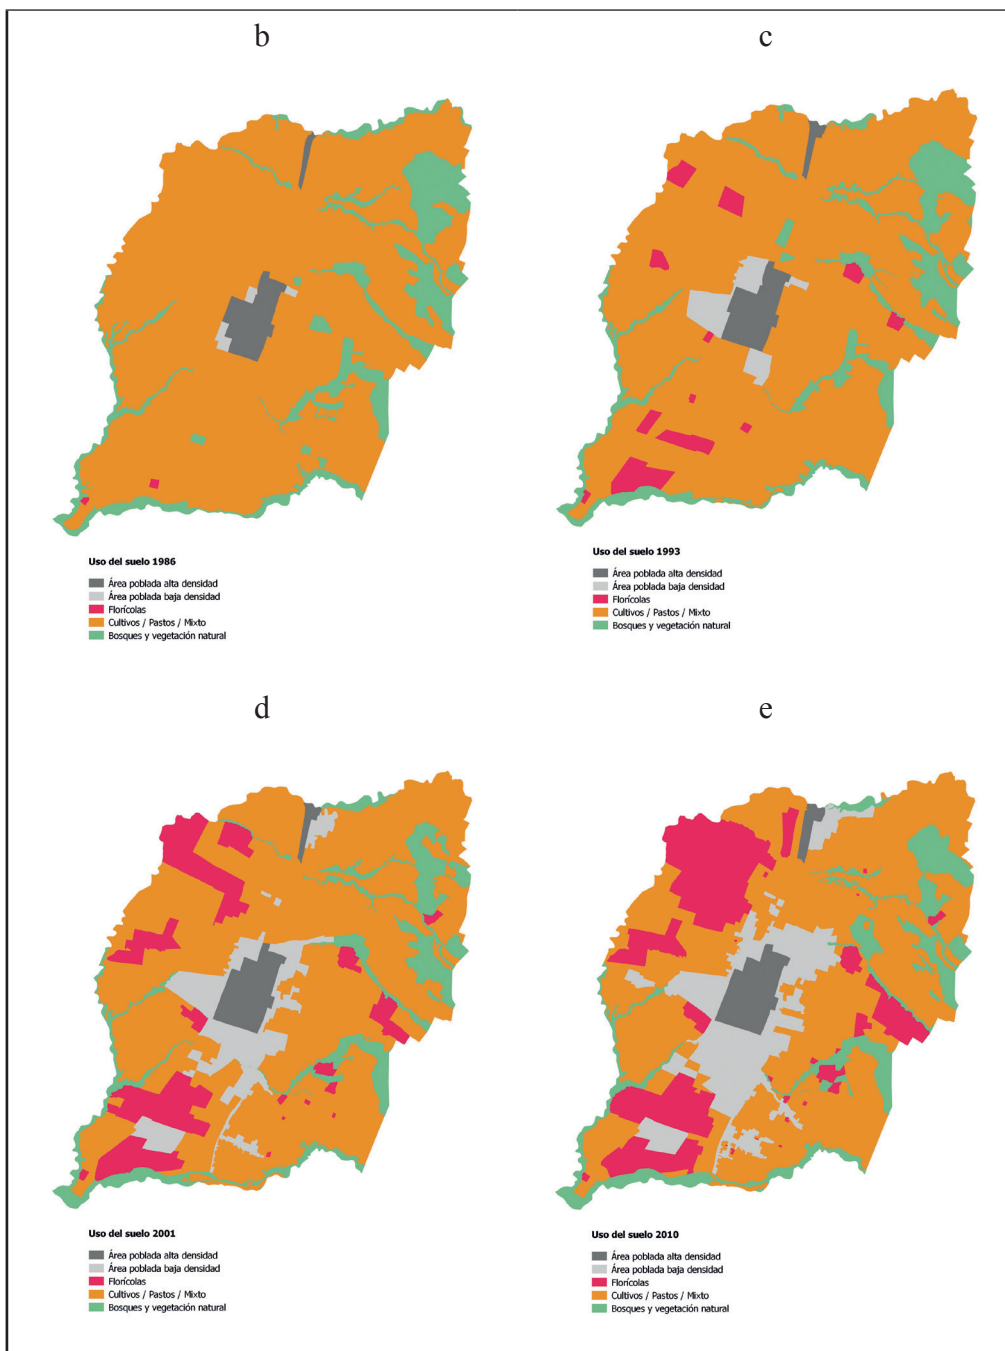 b
c
Uso del suelo 1986
Área poblada alta densidad
Área poblada baja densidad
Florícolas
Cultivos / Pastos / Mixto
Bosques y vegetación natural
Uso del suelo 1993
Área poblada alta densidad
Área poblada baja densidad
Florícolas
Cultivos / Pastos / Mixto
Bosques y vegetación natural
d
e
Uso del suelo 2001
Área poblada alta densidad
Área poblada baja densidad
Florícolas
Cultivos / Pastos / Mixto
Bosques y vegetación natural
Uso del suelo 2010
Área poblada alta densidad
Área poblada baja densidad
Florícolas
Cultivos / Pastos / Mixto
Bosques y vegetación natural